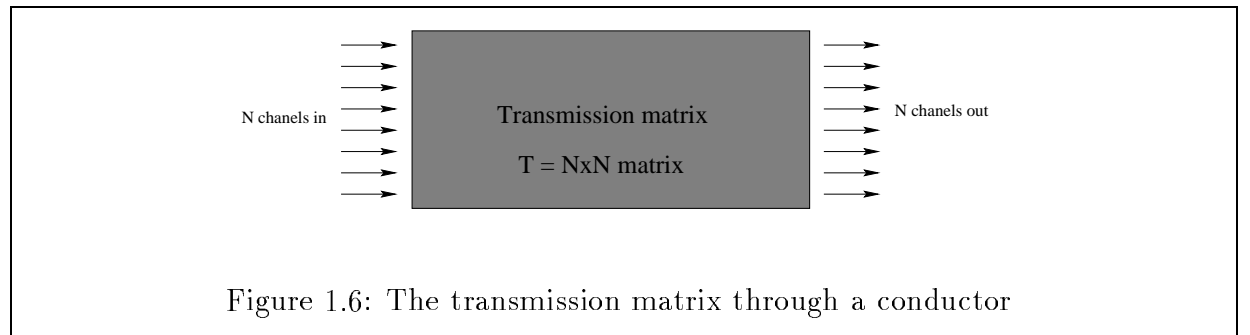 N chanels in
Transmission matrix
T = NxN matrix
N chanels out
Figure 1.6: The transmission matrix through a conductor